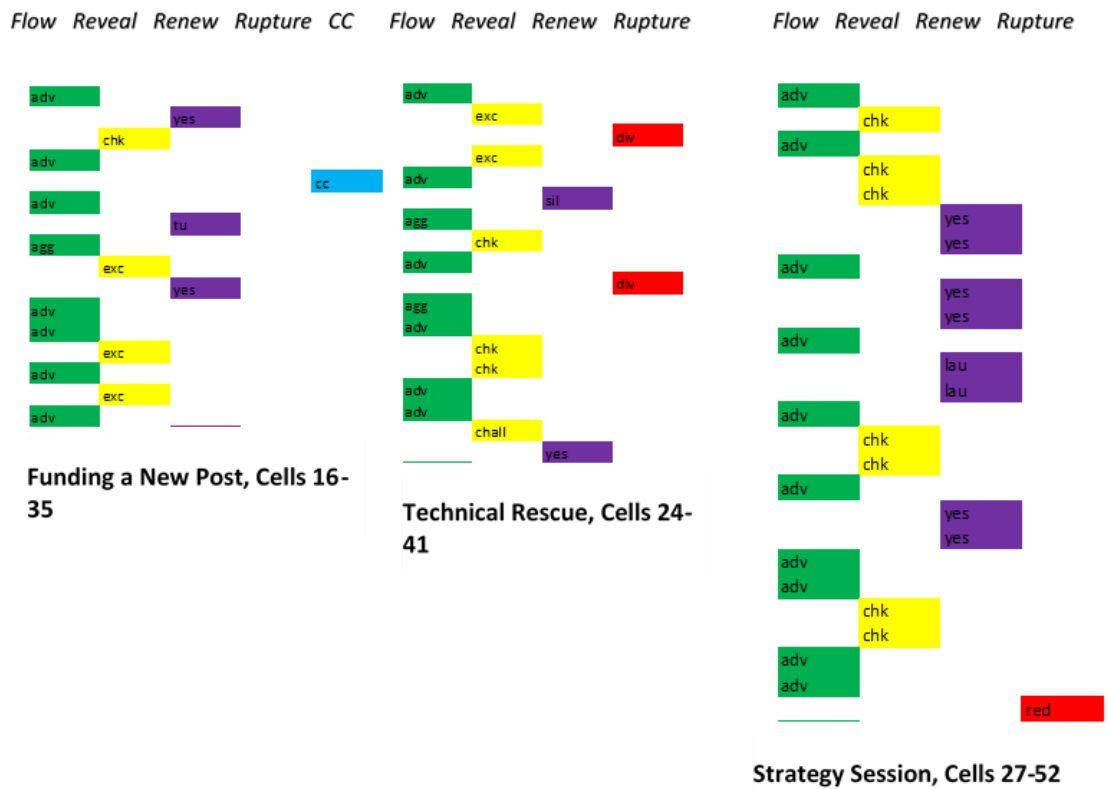 Flow Reveal Renew Rupture CC
adv
yes
chk
adv
cc
adv
tu
agg
exc
yes
adv
adv
exc
adv
exc
adv
Funding a New Post, Cells 16-
35
Flow Reveal Renew Rupture
adv
exc
div
exc
adv
sil
agg
chk
adv
div
agg
adv
chk
chk
adv
adv
chall
yes
Technical Rescue, Cells 24-
41
Flow Reveal Renew Rupture
adv
chk
adv
chk
chk
yes
yes
adv
yes
yes
adv
lau
lau
adv
chk
chk
adv
yes
yes
adv
adv
chk
chk
adv
adv
red
Strategy Session, Cells 27-52